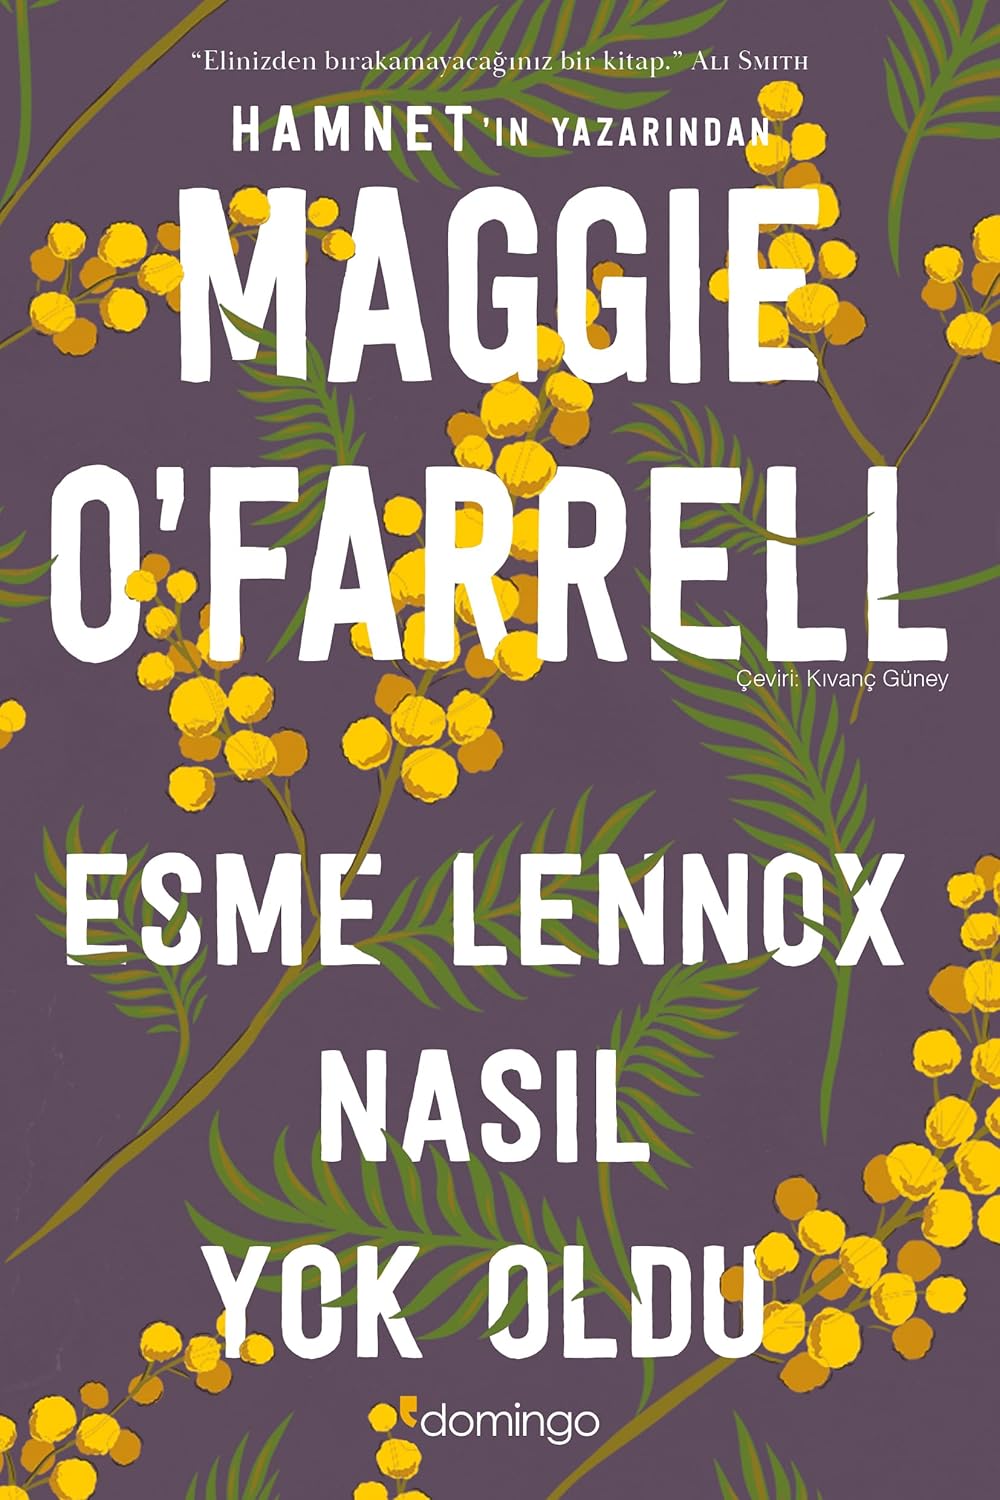 “Elinizden bırakamayacağınız bir kitap.” ALI SMITH
HAMNET'IN YAZARINDAN
MAGGIE
O'FARRELL
Çeviri: Kıvanç Güney
ESME LENNOX
NASIL
YOK OLDU
domingo